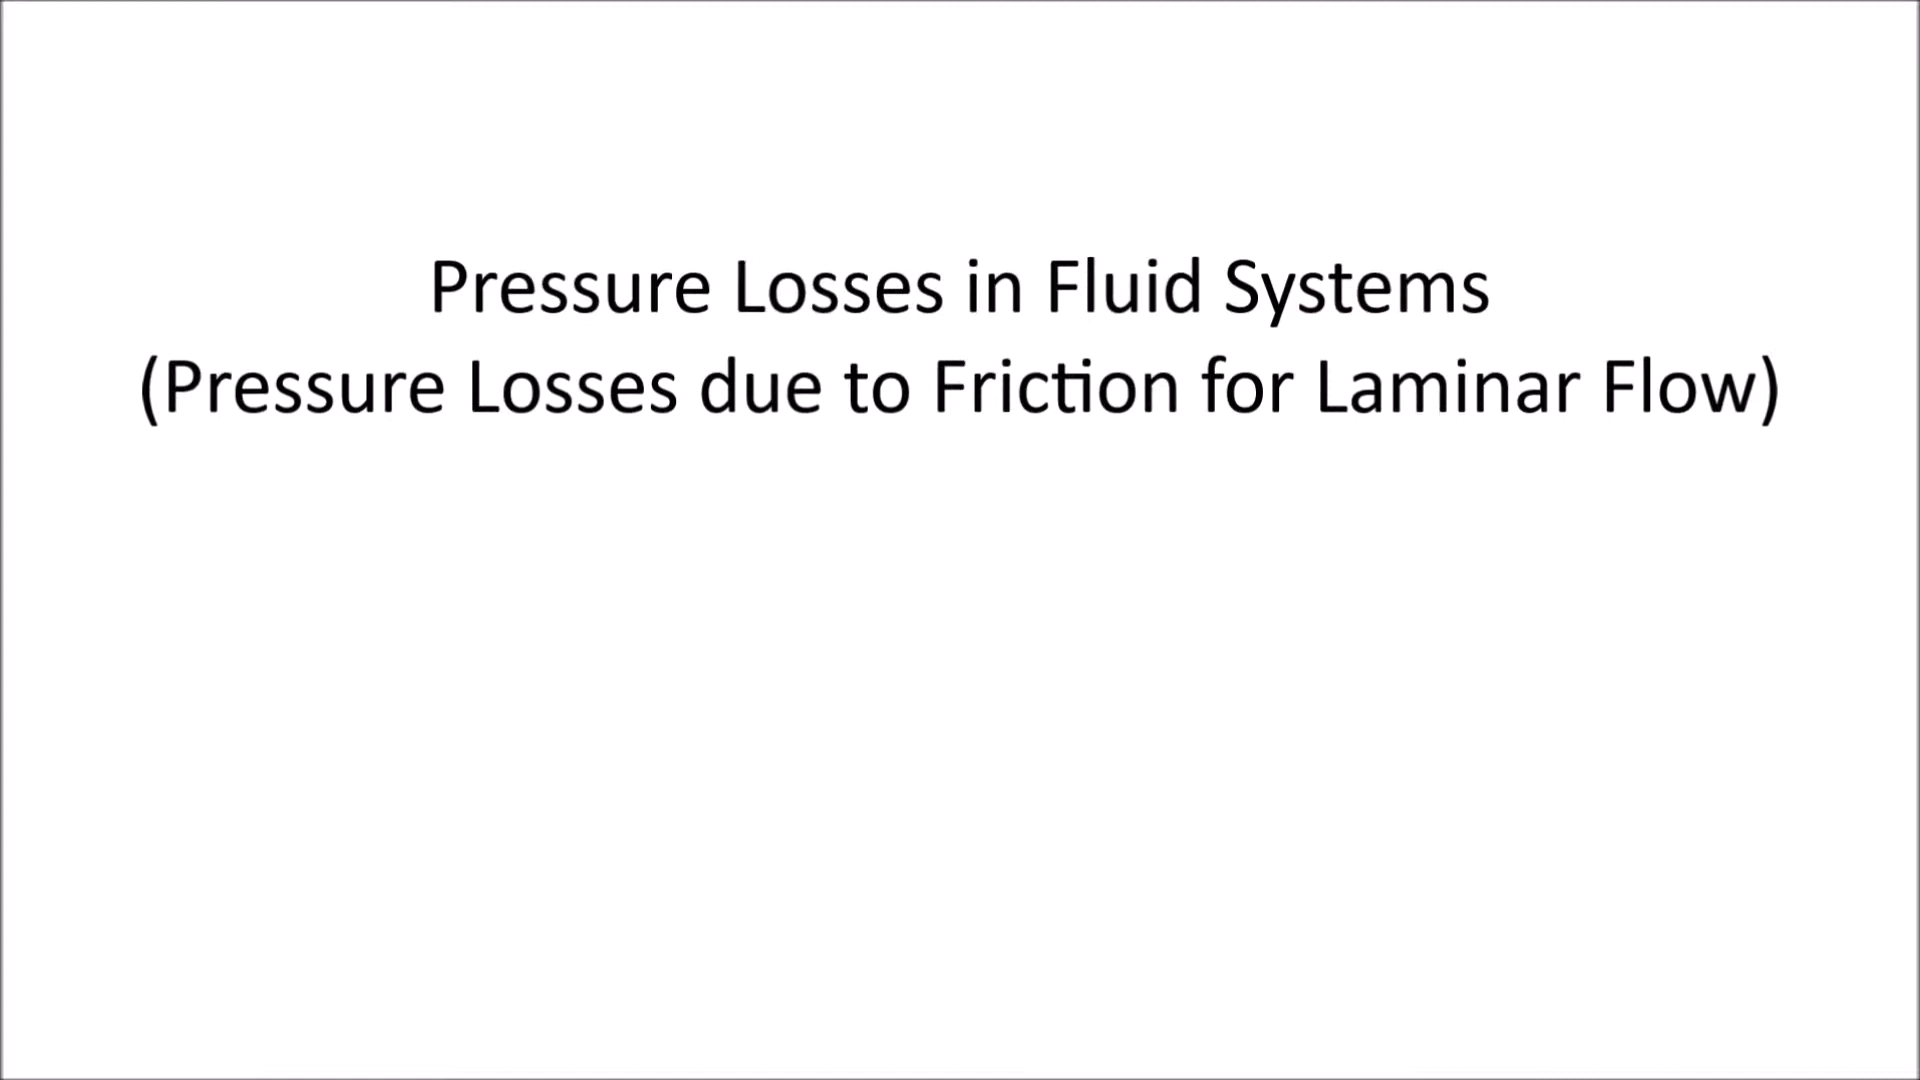 Pressure Losses in Fluid Systems
(Pressure Losses due to Friction for Laminar Flow)